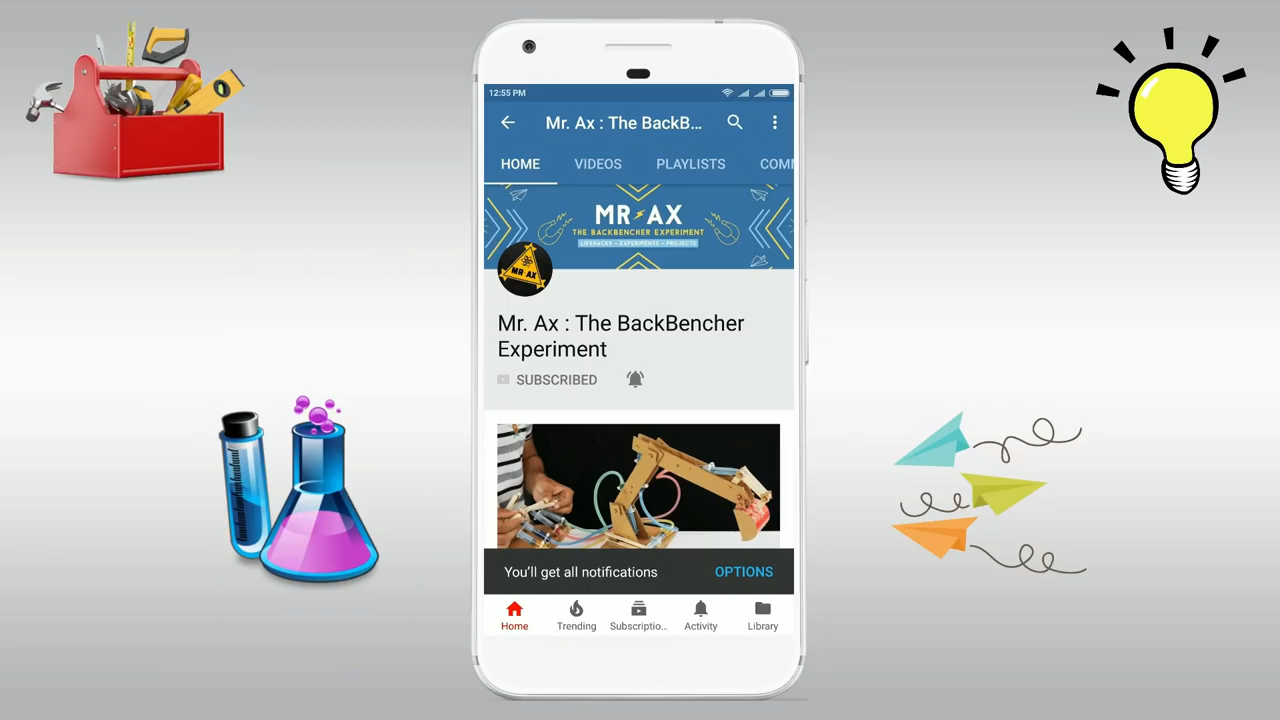 12:55 PM
Mr. Ax : The BackB...
HOME VIDEOS PLAYLISTS COMM
MR AX
THE BACKBENCHER EXPERIMENT
LIFEHACKS - EXPERIMENTS - PROJECTS
MR AX
Mr. Ax : The BackBencher
Experiment
SUBSCRIBED
You'll get all notifications OPTIONS
Home Trending Subscriptio... Activity Library